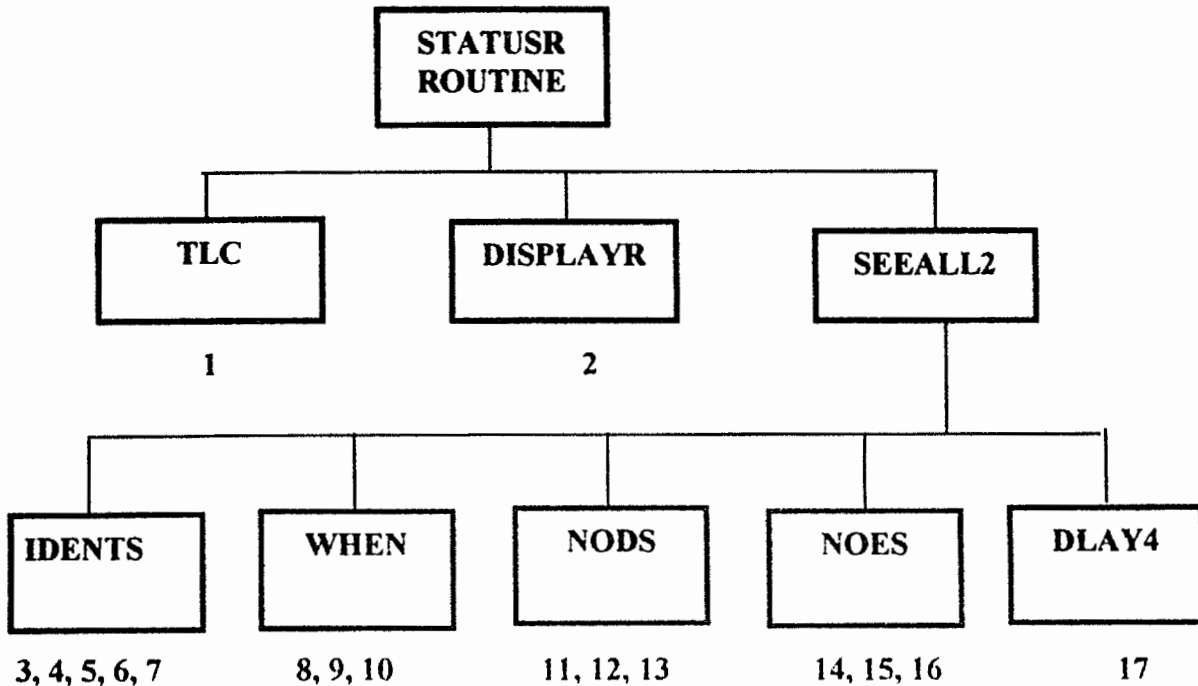 STATUSR
ROUTINE
TLC
DISPLAYR
SEEALL2
1
2
IDENTS
WHEN
NODS
NOES
DLAY4
3, 4, 5, 6, 7
8, 9, 10
11, 12, 13
14, 15, 16
17